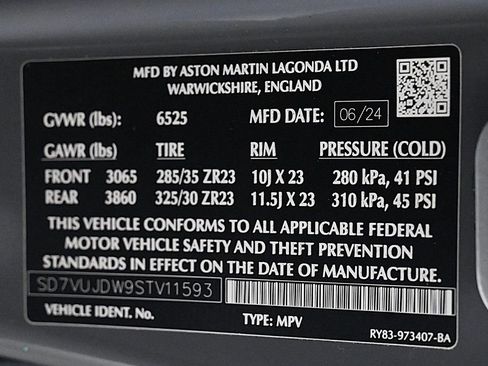 MFD BY ASTON MARTIN LAGONDA LTD
WARWICKSHIRE, ENGLAND
GVWR (lbs): 6525 MFD DATE: 06/24
GAWR (lbs) TIRE RIM PRESSURE (COLD)
FRONT 3065 285/35 ZR23 10J X 23 280 kPa, 41 PSI
REAR 3860 325/30 ZR23 11.5J X 23 310 kPa, 45 PSI
THIS VEHICLE CONFORMS TO ALL APPLICABLE FEDERAL
MOTOR VEHICLE SAFETY AND THEFT PREVENTION
STANDARDS IN EFFECT ON THE DATE OF MANUFACTURE.
SD7VUJDW9STV11593
VEHICLE IDENT. No. TYPE: MPV RY83-973407-BA